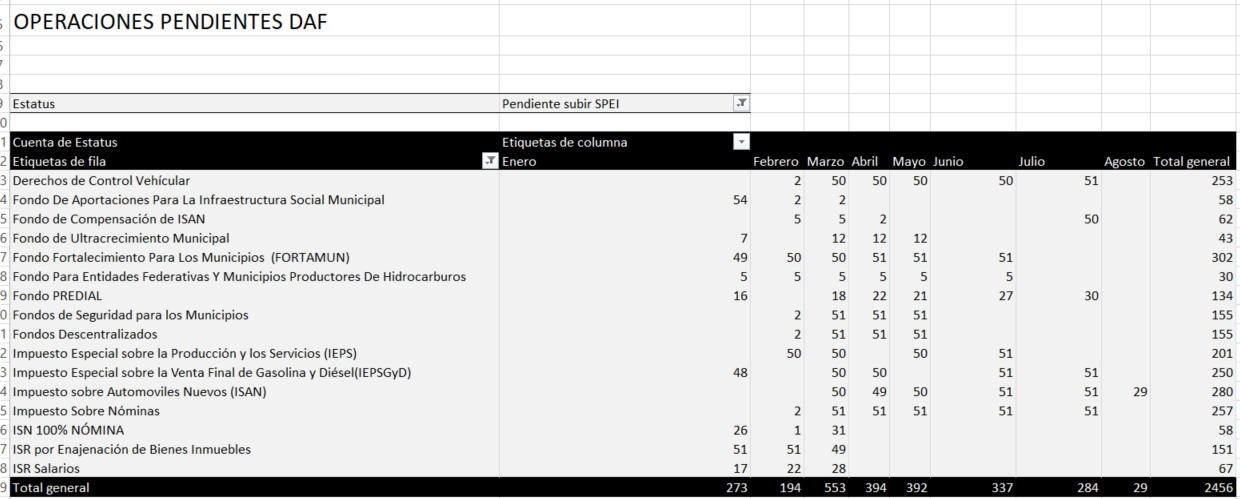 OPERACIONES PENDIENTES DAF
Estatus Pendiente subir SPEI
Cuenta de Estatus Etiquetas de columna
Etiquetas de fila Enero Febrero Marzo Abril Mayo Junio Julio Agosto Total general
Derechos de Control Vehícular 2 50 50 50 50 51 253
Fondo De Aportaciones Para La Infraestructura Social Municipal 54 2 2 58
Fondo de Compensación de ISAN 5 5 2 50 62
Fondo de Ultracrecimiento Municipal 7 12 12 12 43
Fondo Fortalecimiento Para Los Municipios (FORTAMUN) 49 50 50 51 51 51 302
Fondo Para Entidades Federativas Y Municipios Productores De Hidrocarburos 5 5 5 5 5 5 30
Fondo PREDIAL 16 18 22 21 27 30 134
Fondos de Seguridad para los Municipios 2 51 51 51 155
Fondos Descentralizados 2 51 51 51 155
Impuesto Especial sobre la Producción y los Servicios (IEPS) 50 50 50 51 201
Impuesto Especial sobre la Venta Final de Gasolina y Diésel(IEPSGyD) 48 50 50 51 51 250
Impuesto sobre Automoviles Nuevos (ISAN) 50 49 50 51 51 29 280
Impuesto Sobre Nóminas 2 51 51 51 51 51 257
ISN 100% NÓMINA 26 1 31 58
ISR por Enajenación de Bienes Inmuebles 51 51 49 151
ISR Salarios 17 22 28 67
Total general 273 194 553 394 392 337 284 29 2456